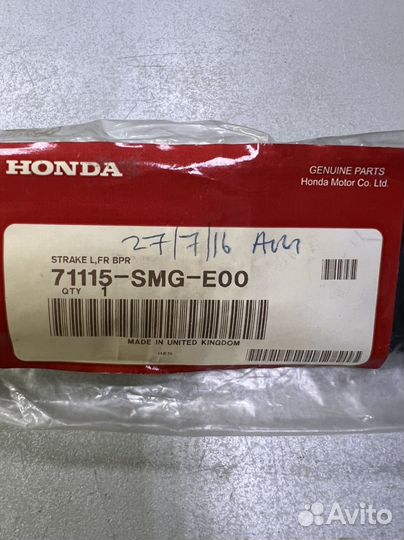 HONDA
GENUINE PARTS
Honda Motor Co. Ltd.
27/7/16
STRAKE L,FR BPR
71115-SMG-E00
QTY 1
MADE IN UNITED KINGDOM
Avito